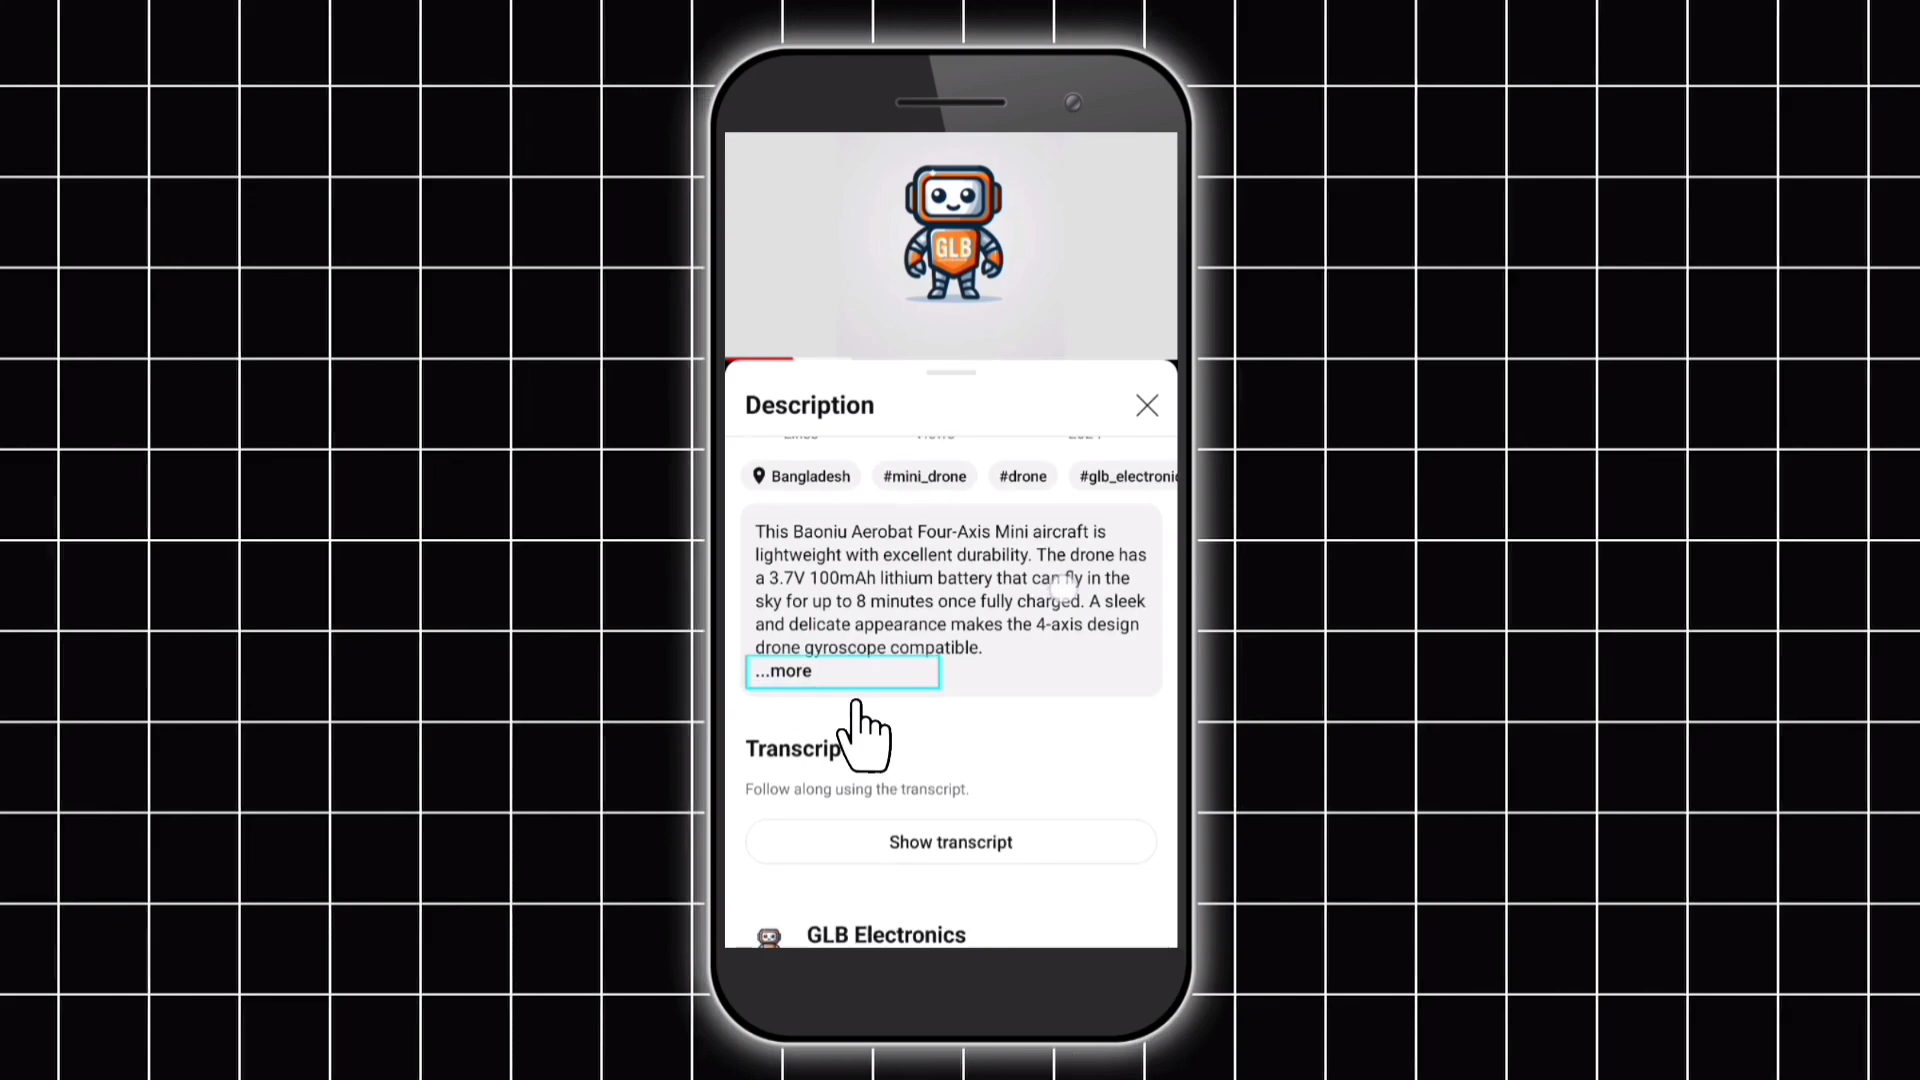 GLB
Description
Bangladesh #mini_drone #drone #glb_electronic
This Baoniu Aerobat Four-Axis Mini aircraft is
lightweight with excellent durability. The drone has
a 3.7V 100mAh lithium battery that can fly in the
sky for up to 8 minutes once fully charged. A sleek
and delicate appearance makes the 4-axis design
drone gyroscope compatible.
...more
Transcrip
Follow along using the transcript.
Show transcript
GLB Electronics